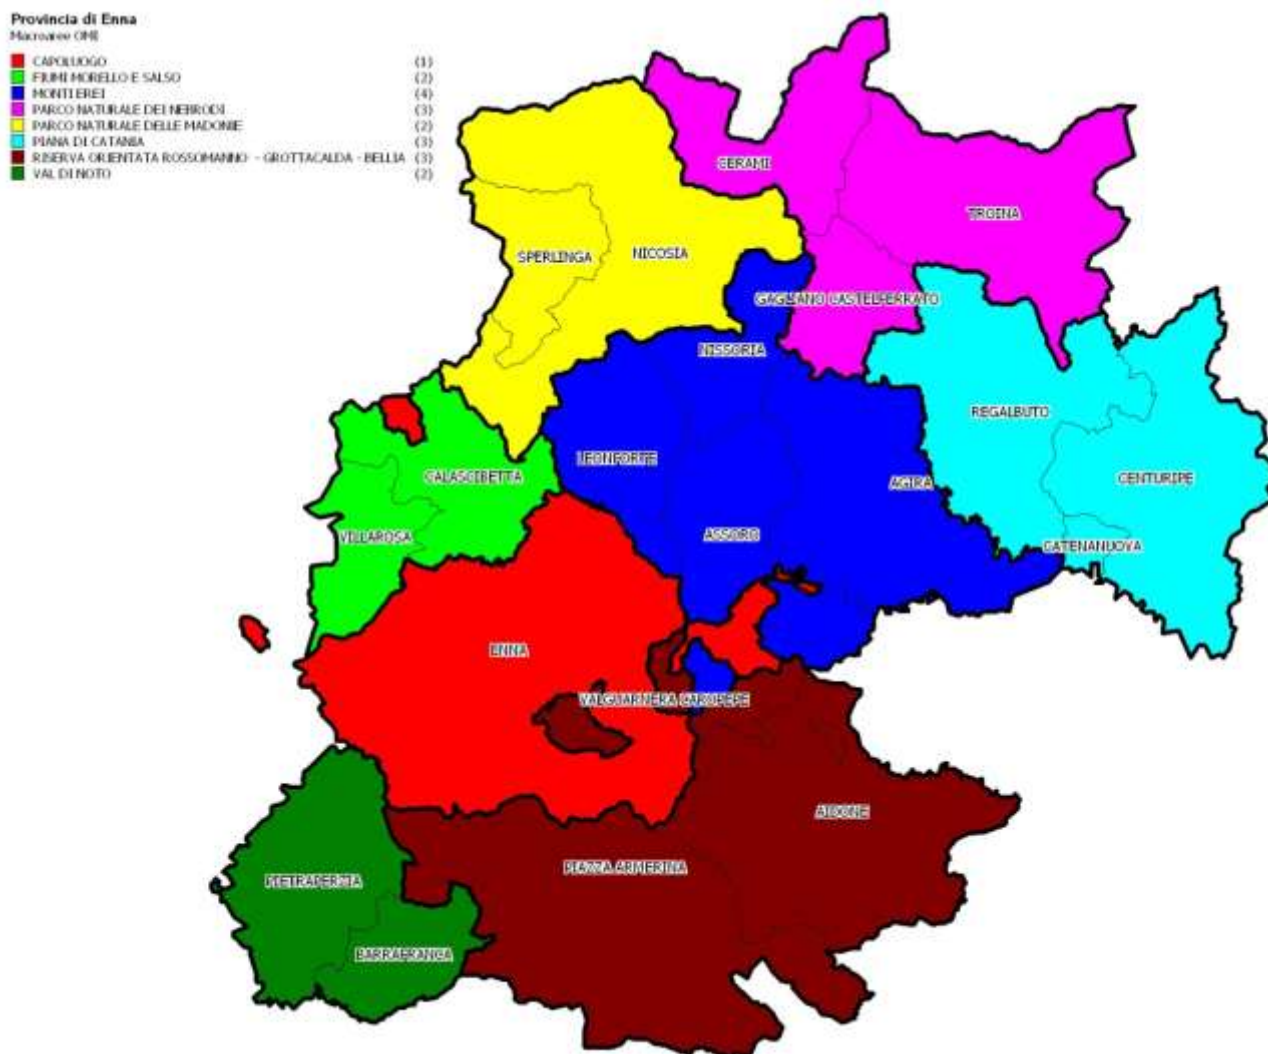 Provincia di Enna
Macroaree OMI
CAPOLUOGO (1)
FIUMI MORELLO E SALSO (2)
MONTI EREI (4)
PARCO NATURALE DEI NEBRODI (3)
PARCO NATURALE DELLE MADONIE (2)
PIANA DI CATANIA (3)
RISERVA ORIENTATA ROSSOMANNO - GROTTACALDA - BELLIA (3)
VAL DI NOTO (2)
CERAMI
TROINA
SPERLINGA
NICOSIA
GAGLIANO CASTELFERRATO
NISSORIA
REGALBUTO
LEONFORTE
CALASCIBETTA
AGIRA
CENTURIPE
VILLAROSA
ASSORO
CATENANUOVA
ENNA
VALGUARNERA CAROPEPE
AIDONE
PIAZZA ARMERINA
PIETRAPERZIA
BARRAFRANCA